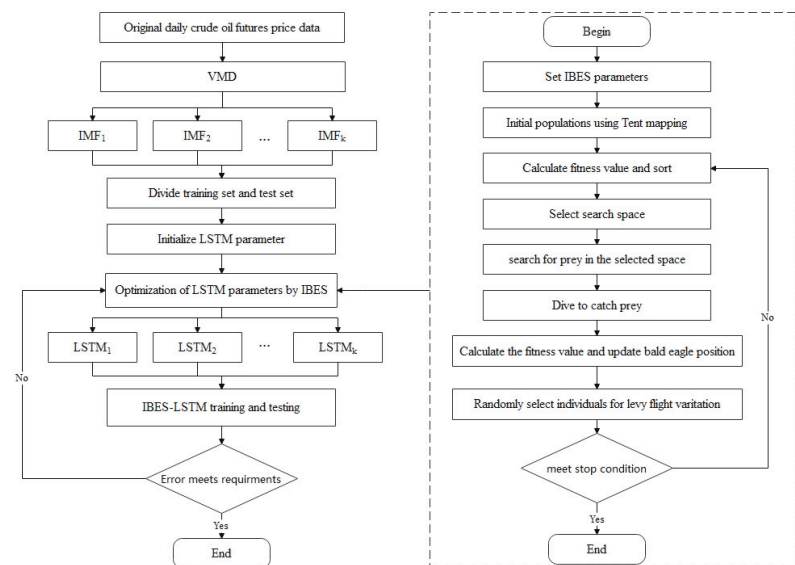 Original daily crude oil futures price data
VMD
IMF₁
IMF₂
...
IMFₖ
Divide training set and test set
Initialize LSTM parameter
Optimization of LSTM parameters by IBES
LSTM₁
LSTM₂
...
LSTMₖ
No
IBES-LSTM training and testing
Error meets requirments
Yes
End
Begin
Set IBES parameters
Initial populations using Tent mapping
Calculate fitness value and sort
Select search space
search for prey in the selected space
Dive to catch prey
No
Calculate the fitness value and update bald eagle position
Randomly select individuals for levy flight varitation
meet stop condition
Yes
End